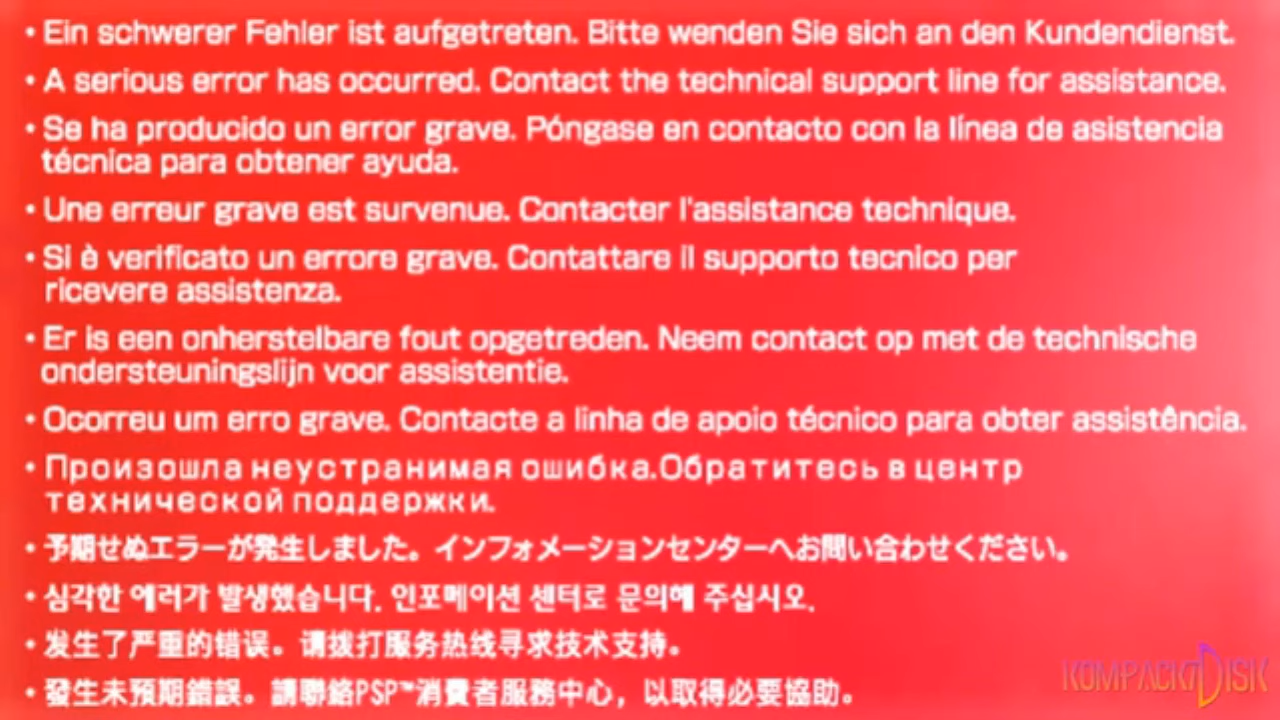 • Ein schwerer Fehler ist aufgetreten. Bitte wenden Sie sich an den Kundendienst.
• A serious error has occurred. Contact the technical support line for assistance.
• Se ha producido un error grave. Póngase en contacto con la línea de asistencia
técnica para obtener ayuda.
• Une erreur grave est survenue. Contacter l'assistance technique.
• Si è verificato un errore grave. Contattare il supporto tecnico per
ricevere assistenza.
• Er is een onherstelbare fout opgetreden. Neem contact op met de technische
ondersteuningslijn voor assistentie.
• Ocorreu um erro grave. Contacte a linha de apoio técnico para obter assistência.
• Произошла неустранимая ошибка.Обратитесь в центр
технической поддержки.
• 予期せぬエラーが発生しました。インフォメーションセンターへお問い合わせください。
• 심각한 에러가 발생했습니다. 인포메이션 센터로 문의해 주십시오.
• 发生了严重的错误。请拨打服务热线寻求技术支持。
• 發生未預期錯誤。請聯絡PSP™消費者服務中心，以取得必要協助。
KOMPACKTDISK